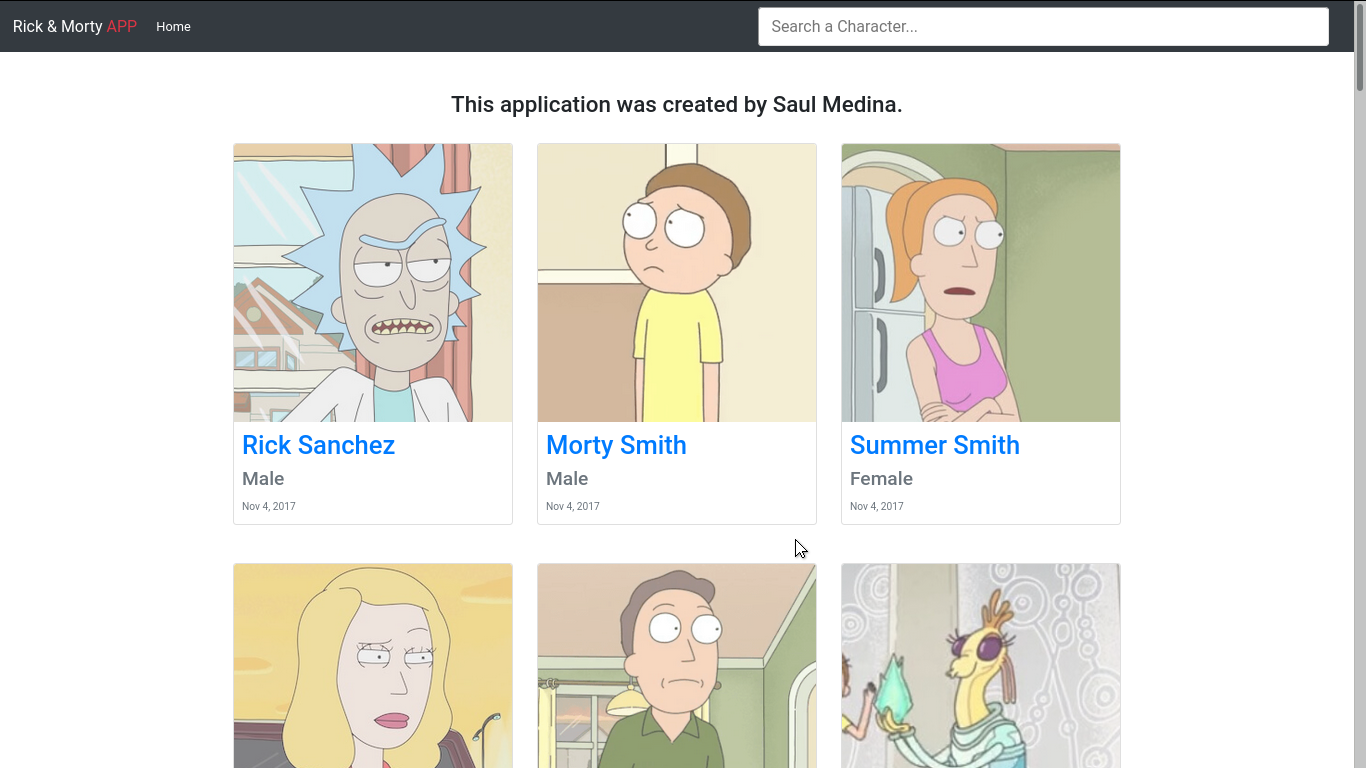 Rick & Morty APP Home Search a Character...
This application was created by Saul Medina.
Rick Sanchez
Male
Nov 4, 2017
Morty Smith
Male
Nov 4, 2017
Summer Smith
Female
Nov 4, 2017